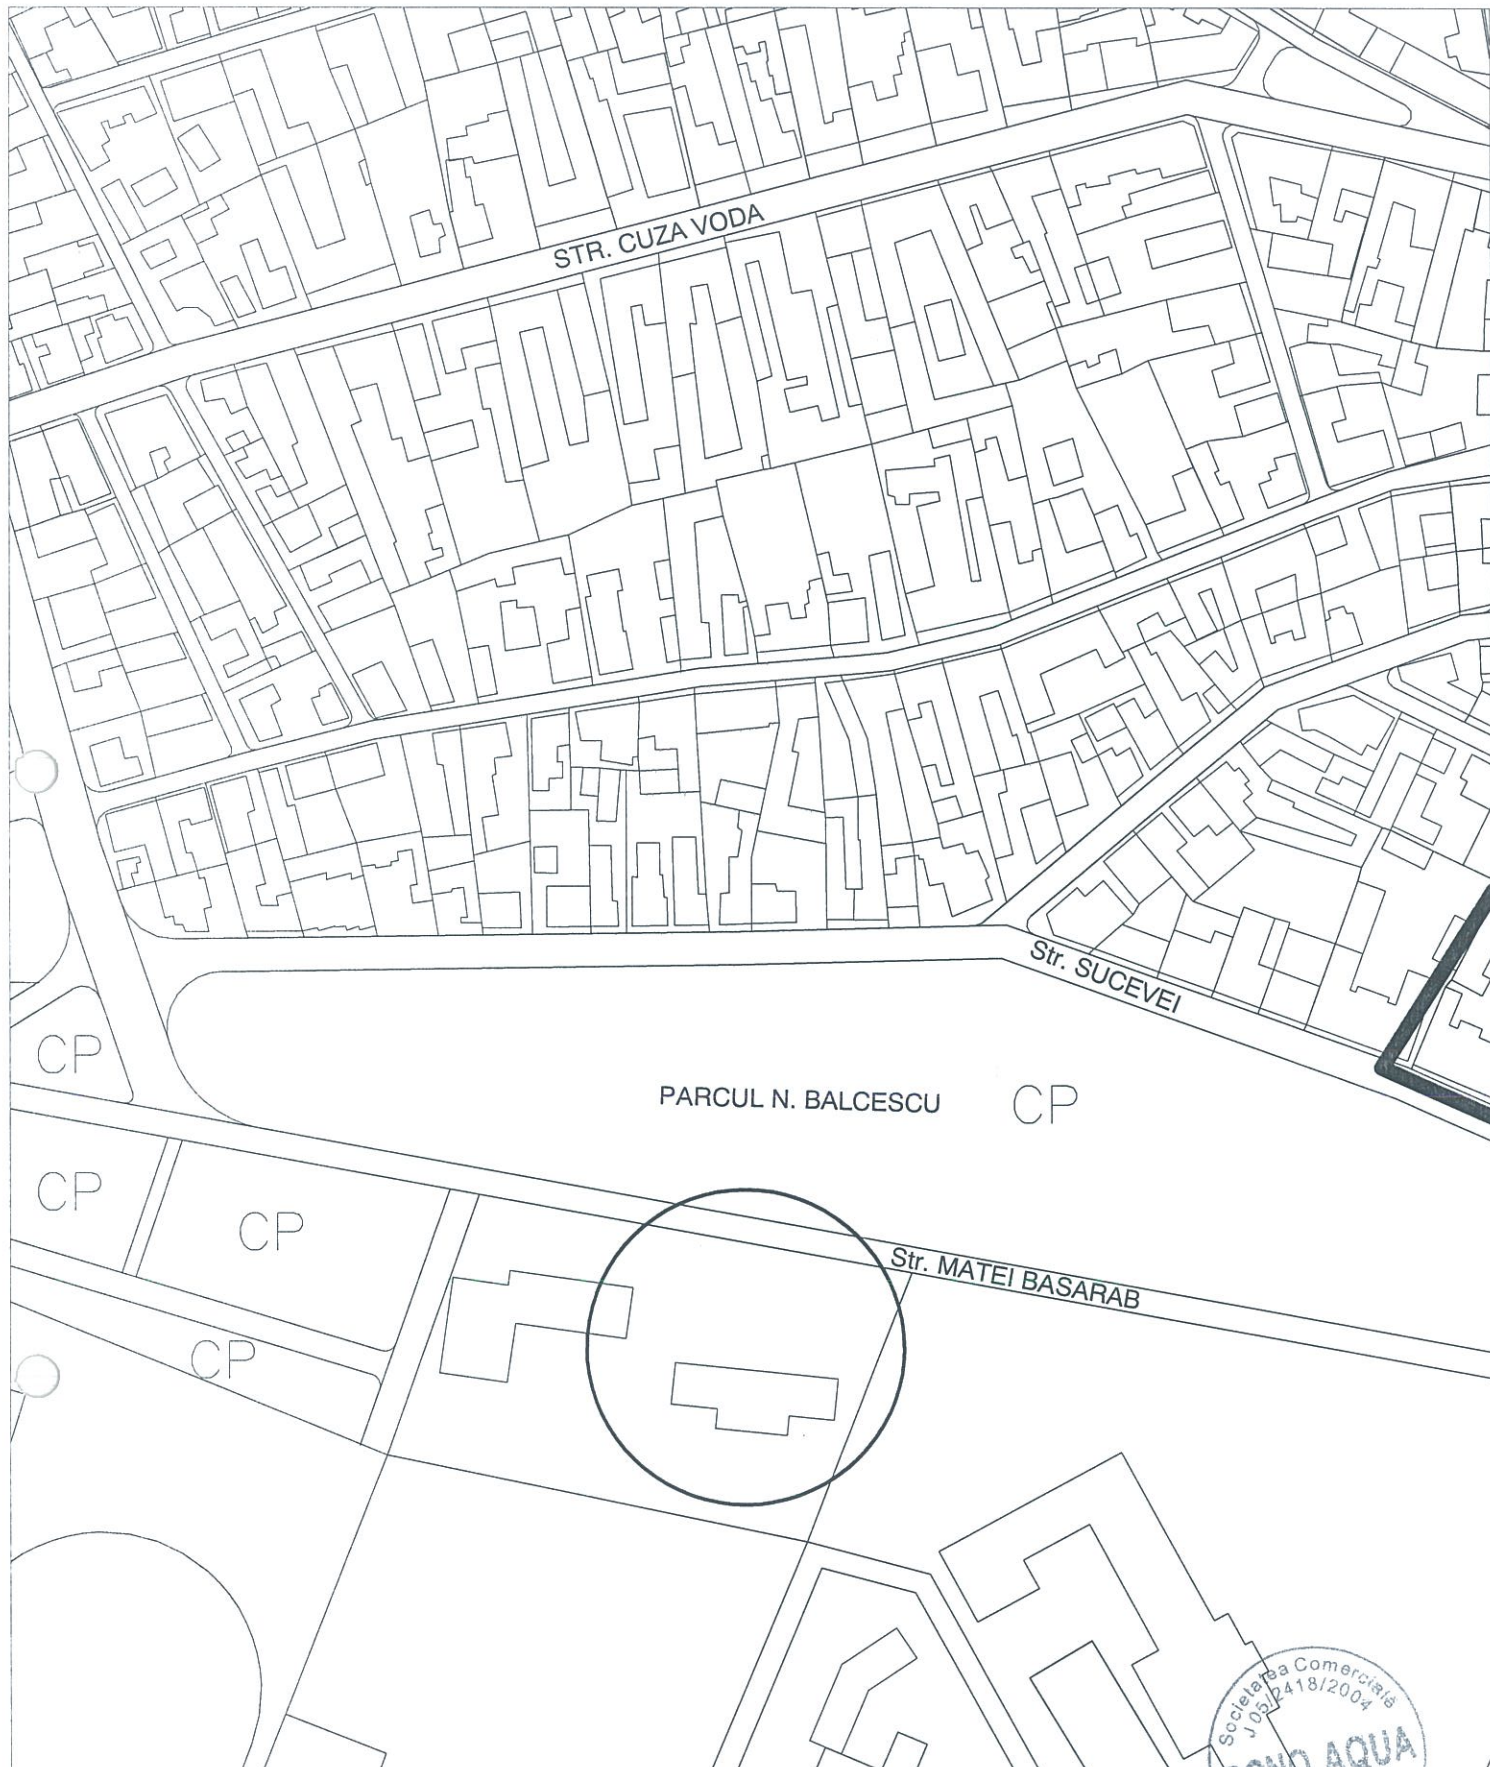 STR. CUZA VODA
Str. SUCEVEI
CP
PARCUL N. BALCESCU
CP
CP
CP
Str. MATEI BASARAB
CP
Societatea Comercială
J 05/2418/2004
AQUA